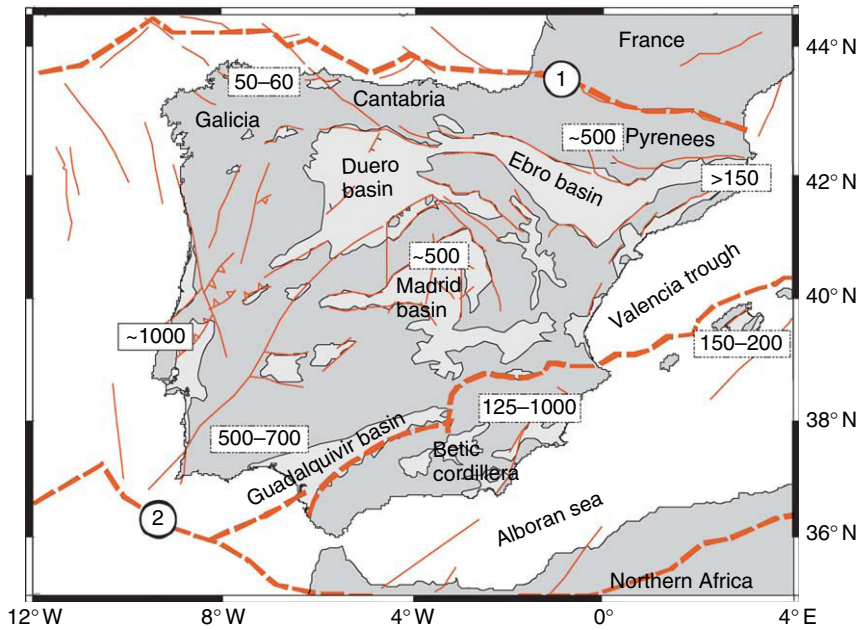 France
44° N
1
50–60
Cantabria
Galicia
~500
Pyrenees
Duero
basin
Ebro basin
>150
42° N
~500
Madrid
basin
Valencia trough
40° N
~1000
150–200
125–1000
500–700
38° N
Guadalquivir basin
Betic
cordillera
2
Alboran sea
36° N
Northern Africa
12° W
8° W
4° W
0°
4° E